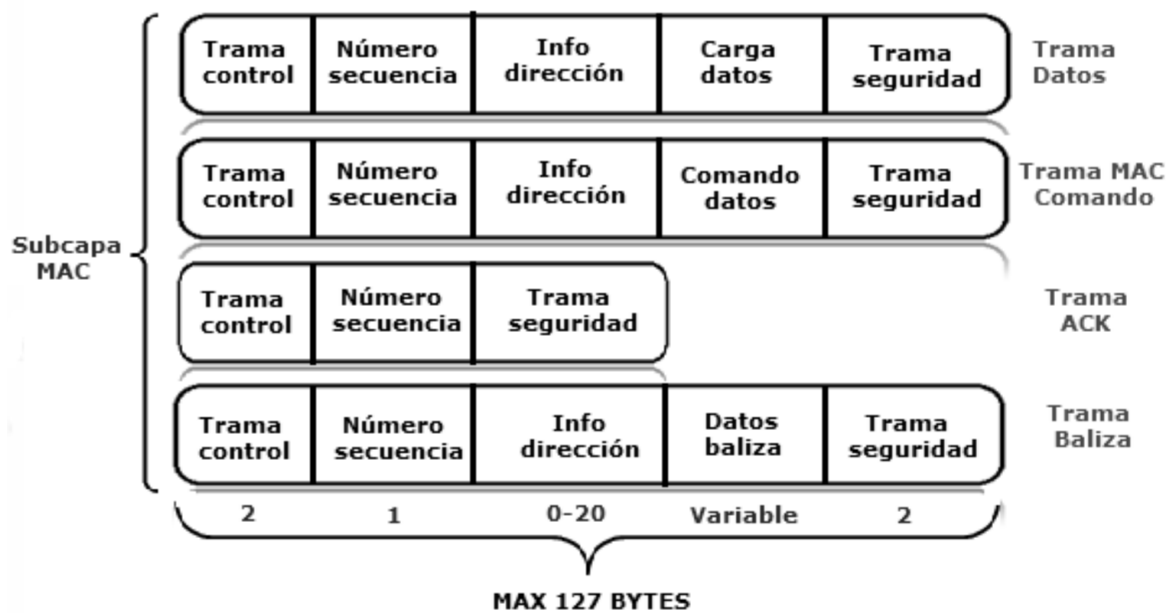 Trama control
Número secuencia
Info dirección
Carga datos
Trama seguridad
Trama Datos
Trama control
Número secuencia
Info dirección
Comando datos
Trama seguridad
Trama MAC Comando
Subcapa MAC
Trama control
Número secuencia
Trama seguridad
Trama ACK
Trama control
Número secuencia
Info dirección
Datos baliza
Trama seguridad
Trama Baliza
2 1 0-20 Variable 2
MAX 127 BYTES